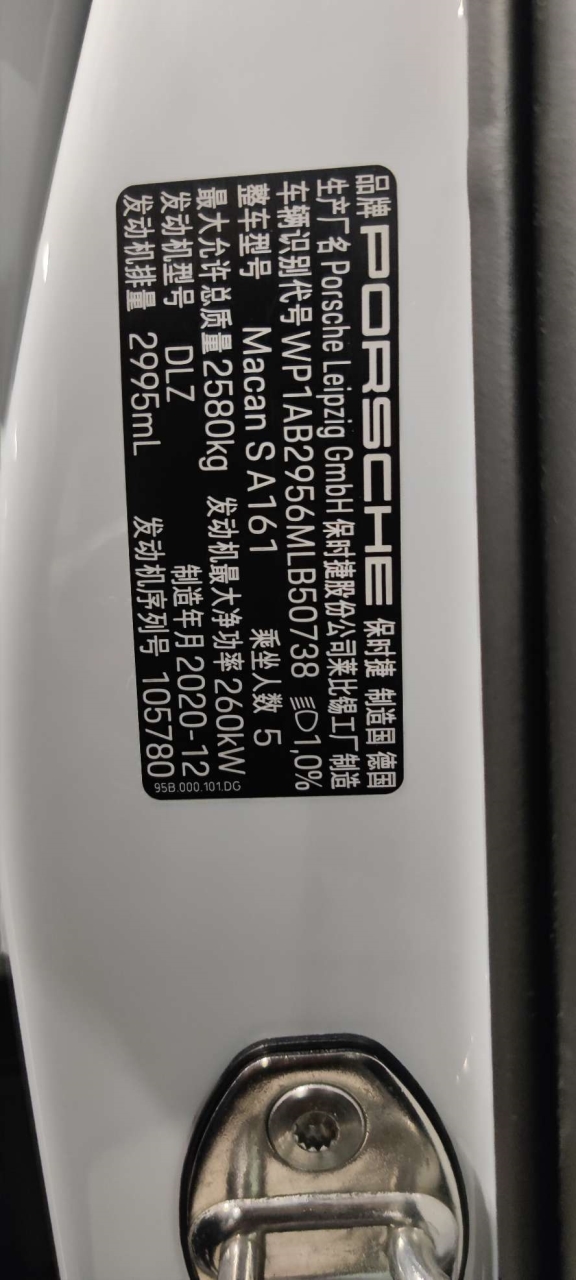 品牌 PORSCHE 保时捷 制造国 德国
生产厂名 Porsche Leipzig GmbH 保时捷股份公司莱比锡工厂 制造
车辆识别代号 WP1AB2956MLB50738 1,0%
整车型号 Macan S A161 乘坐人数 5
最大允许总质量 2580kg 发动机最大净功率 260kW
发动机型号 DLZ 制造年月 2020-12
发动机排量 2995mL 发动机序列号 105780
95B.000.101.DG